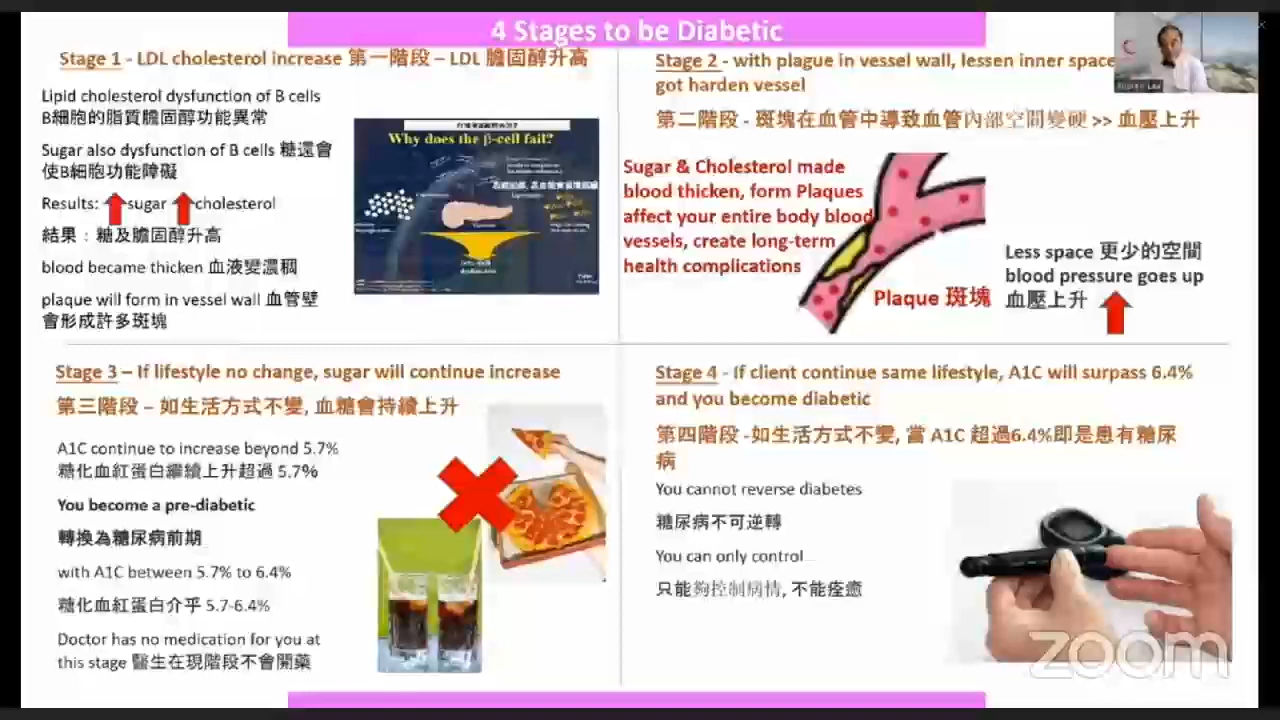 4 Stages to be Diabetic
Stage 1 - LDL cholesterol increase 第一階段 – LDL 膽固醇升高
Lipid cholesterol dysfunction of B cells
B細胞的脂質膽固醇功能異常
Sugar also dysfunction of B cells 糖還會
使B細胞功能障礙
Results: sugar cholesterol
結果：糖及膽固醇升高
blood became thicken 血液變濃稠
plaque will form in vessel wall 血管壁
會形成許多斑塊
Why does the β-cell fail?
Stage 2 - with plague in vessel wall, lessen inner space
got harden vessel
第二階段 - 斑塊在血管中導致血管內部空間變硬 >> 血壓上升
Sugar & Cholesterol made
blood thicken, form Plaques
affect your entire body blood
vessels, create long-term
health complications
Plaque 斑塊
Less space 更少的空間
blood pressure goes up
血壓上升
Stage 3 – If lifestyle no change, sugar will continue increase
第三階段 – 如生活方式不變, 血糖會持續上升
A1C continue to increase beyond 5.7%
糖化血紅蛋白繼續上升超過 5.7%
You become a pre-diabetic
轉換為糖尿病前期
with A1C between 5.7% to 6.4%
糖化血紅蛋白介乎 5.7-6.4%
Doctor has no medication for you at
this stage 醫生在現階段不會開藥
Stage 4 - If client continue same lifestyle, A1C will surpass 6.4%
and you become diabetic
第四階段 -如生活方式不變, 當 A1C 超過6.4%即是患有糖尿
病
You cannot reverse diabetes
糖尿病不可逆轉
You can only control
只能夠控制病情, 不能痊癒
zoom